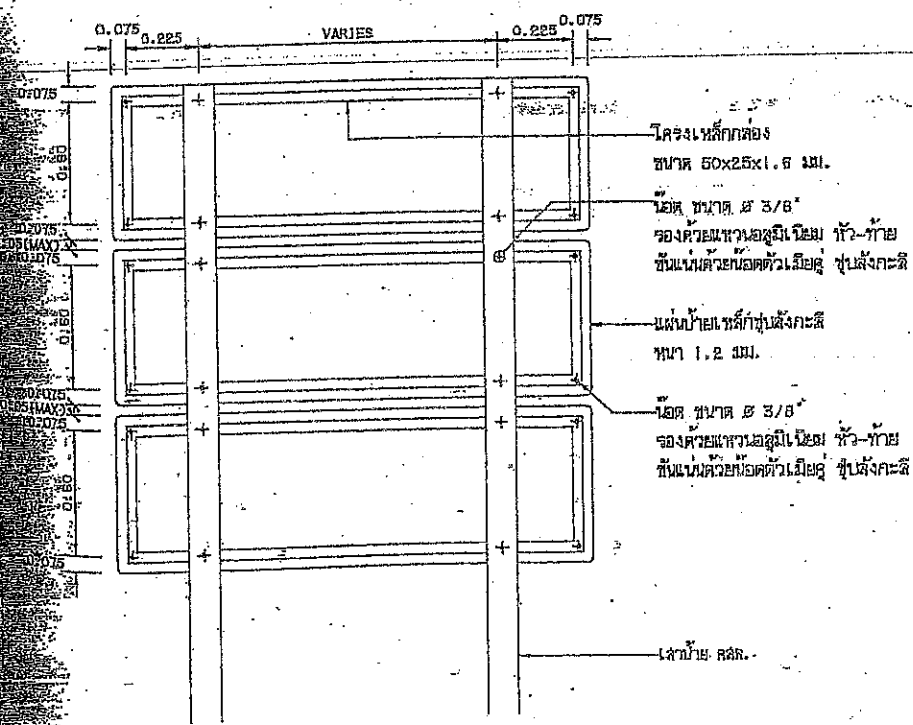 0.075
0.225
VARIES
0.225
0.075
0.075
0.60
0.075
.05(MAX)
0.075
0.60
0.075
0.05(MAX)
0.075
0.60
0.075
โครงเหล็กกล่อง
ขนาด 50x25x1.6 มม.
น๊อต ขนาด ø 3/8"
รองด้วยแหวนอลูมิเนียม หัว-ท้าย
ขันแน่นด้วยน๊อตตัวเมียคู่ ชุบสังกะสี
แผ่นป้ายเหล็กชุบสังกะสี
หนา 1.2 มม.
น๊อต ขนาด ø 3/8"
รองด้วยแหวนอลูมิเนียม หัว-ท้าย
ขันแน่นด้วยน๊อตตัวเมียคู่ ชุบสังกะสี
เสาป้าย คสล.